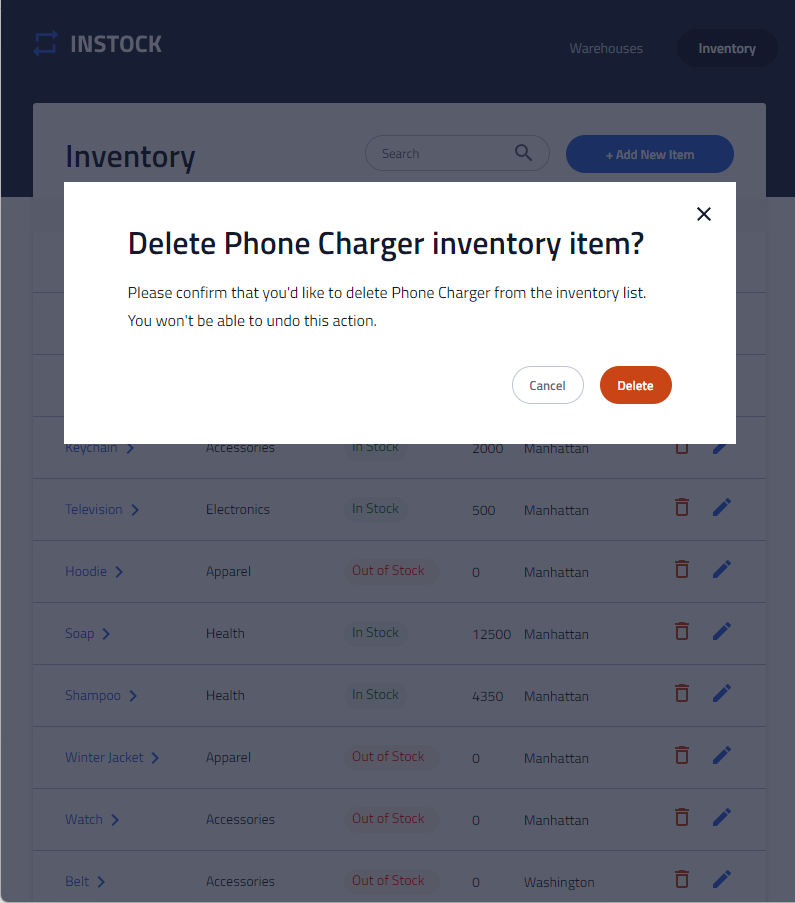 INSTOCK
Warehouses
Inventory
Inventory
Search
+ Add New Item
Delete Phone Charger inventory item?
Please confirm that you'd like to delete Phone Charger from the inventory list.
You won't be able to undo this action.
Cancel
Delete
Keychain Accessories In Stock 2000 Manhattan
Television Electronics In Stock 500 Manhattan
Hoodie Apparel Out of Stock 0 Manhattan
Soap Health In Stock 12500 Manhattan
Shampoo Health In Stock 4350 Manhattan
Winter Jacket Apparel Out of Stock 0 Manhattan
Watch Accessories Out of Stock 0 Manhattan
Belt Accessories Out of Stock 0 Washington